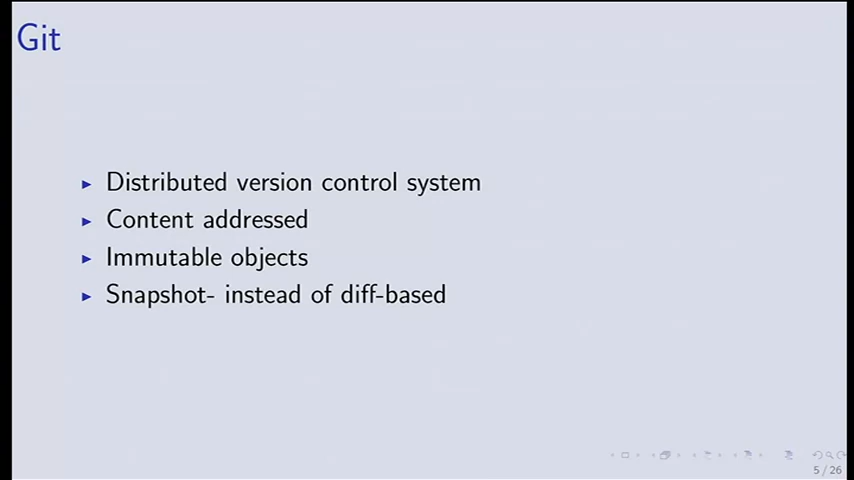 Git
Distributed version control system
Content addressed
Immutable objects
Snapshot- instead of diff-based
5 / 26